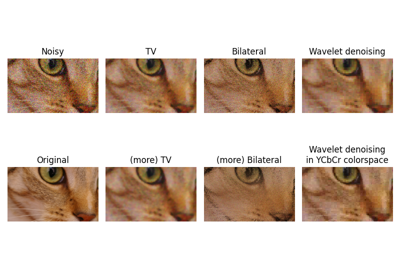 Noisy
TV
Bilateral
Wavelet denoising
Original
(more) TV
(more) Bilateral
Wavelet denoising
in YCbCr colorspace